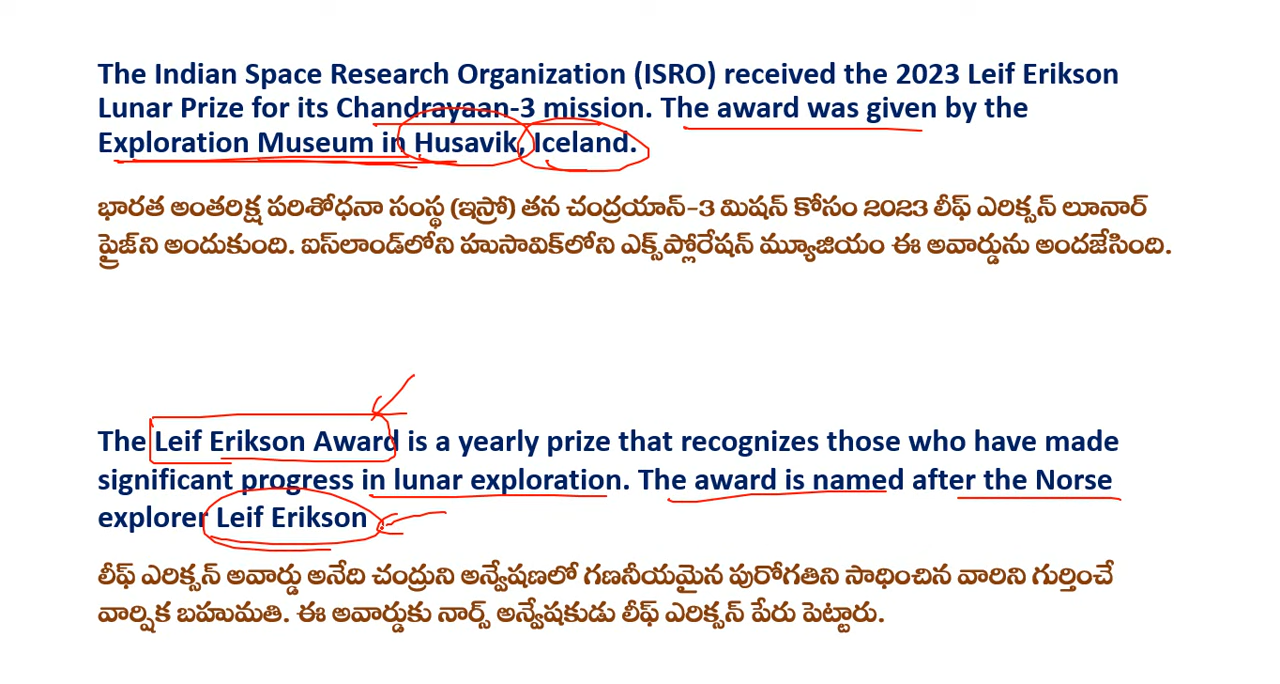 The Indian Space Research Organization (ISRO) received the 2023 Leif Erikson
Lunar Prize for its Chandrayaan-3 mission. The award was given by the
Exploration Museum in Husavik, Iceland.
భారత అంతరిక్ష పరిశోధనా సంస్థ (ఇస్రో) తన చంద్రయాన్-3 మిషన్ కోసం 2023 లీఫ్ ఎరిక్సన్ లూనార్
ప్రైజ్‌ని అందుకుంది. ఐస్‌లాండ్‌లోని హుసావిక్‌లోని ఎక్స్‌ప్లోరేషన్ మ్యూజియం ఈ అవార్డును అందజేసింది.
The Leif Erikson Award is a yearly prize that recognizes those who have made
significant progress in lunar exploration. The award is named after the Norse
explorer Leif Erikson
లీఫ్ ఎరిక్సన్ అవార్డు అనేది చంద్రుని అన్వేషణలో గణనీయమైన పురోగతిని సాధించిన వారిని గుర్తించే
వార్షిక బహుమతి. ఈ అవార్డుకు నార్స్ అన్వేషకుడు లీఫ్ ఎరిక్సన్ పేరు పెట్టారు.